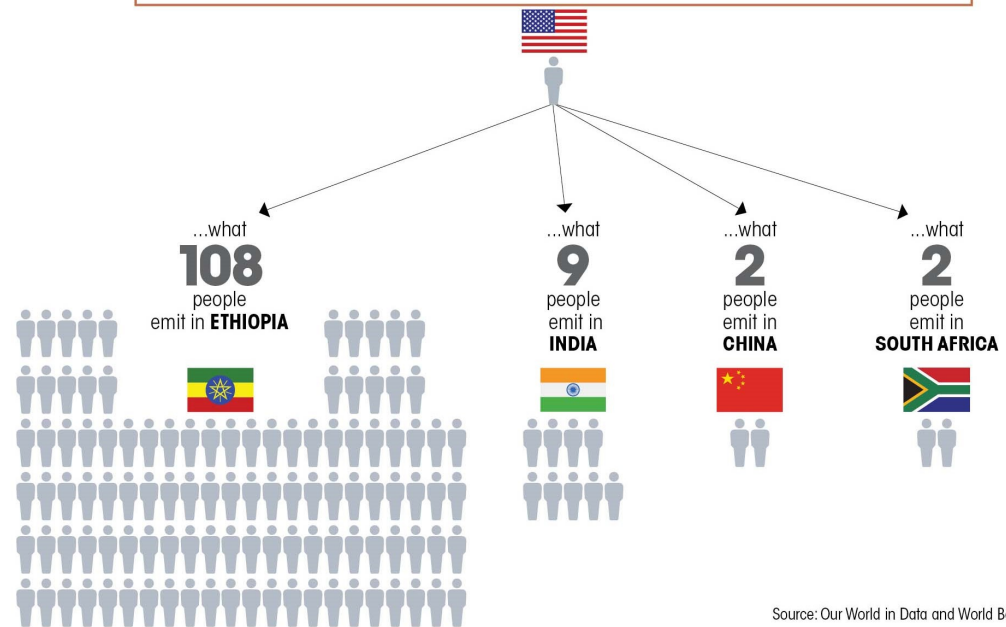 ...what
108
people
emit in ETHIOPIA
...what
9
people
emit in
INDIA
...what
2
people
emit in
CHINA
...what
2
people
emit in
SOUTH AFRICA
Source: Our World in Data and World